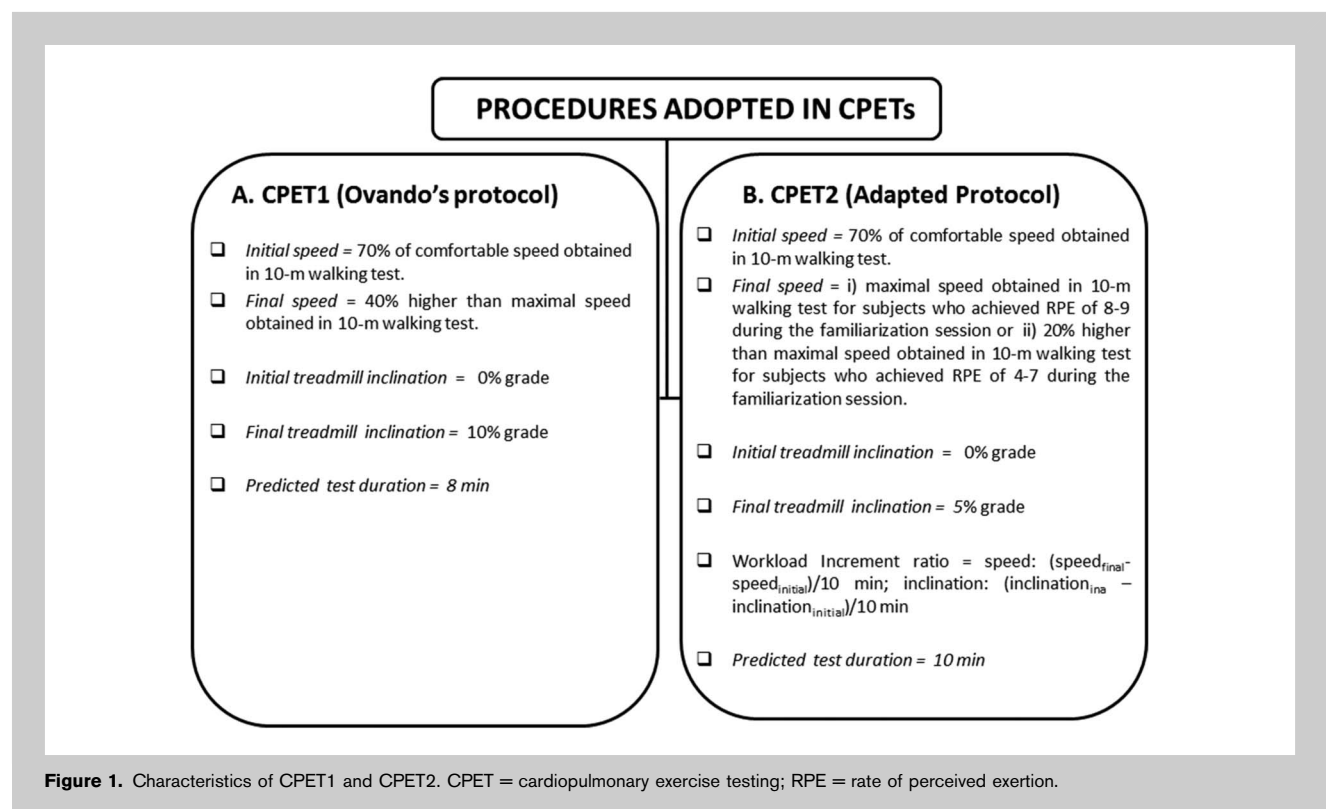 PROCEDURES ADOPTED IN CPETs
A. CPET1 (Ovando's protocol)
Initial speed = 70% of comfortable speed obtained
in 10-m walking test.
Final speed = 40% higher than maximal speed
obtained in 10-m walking test.
Initial treadmill inclination = 0% grade
Final treadmill inclination = 10% grade
Predicted test duration = 8 min
B. CPET2 (Adapted Protocol)
Initial speed = 70% of comfortable speed obtained
in 10-m walking test.
Final speed = i) maximal speed obtained in 10-m
walking test for subjects who achieved RPE of 8-9
during the familiarization session or ii) 20% higher
than maximal speed obtained in 10-m walking test
for subjects who achieved RPE of 4-7 during the
familiarization session.
Initial treadmill inclination = 0% grade
Final treadmill inclination = 5% grade
Workload Increment ratio = speed: (speedfinal-
speedinitial)/10 min; inclination: (inclinationina –
inclinationinitial)/10 min
Predicted test duration = 10 min
Figure 1. Characteristics of CPET1 and CPET2. CPET = cardiopulmonary exercise testing; RPE = rate of perceived exertion.